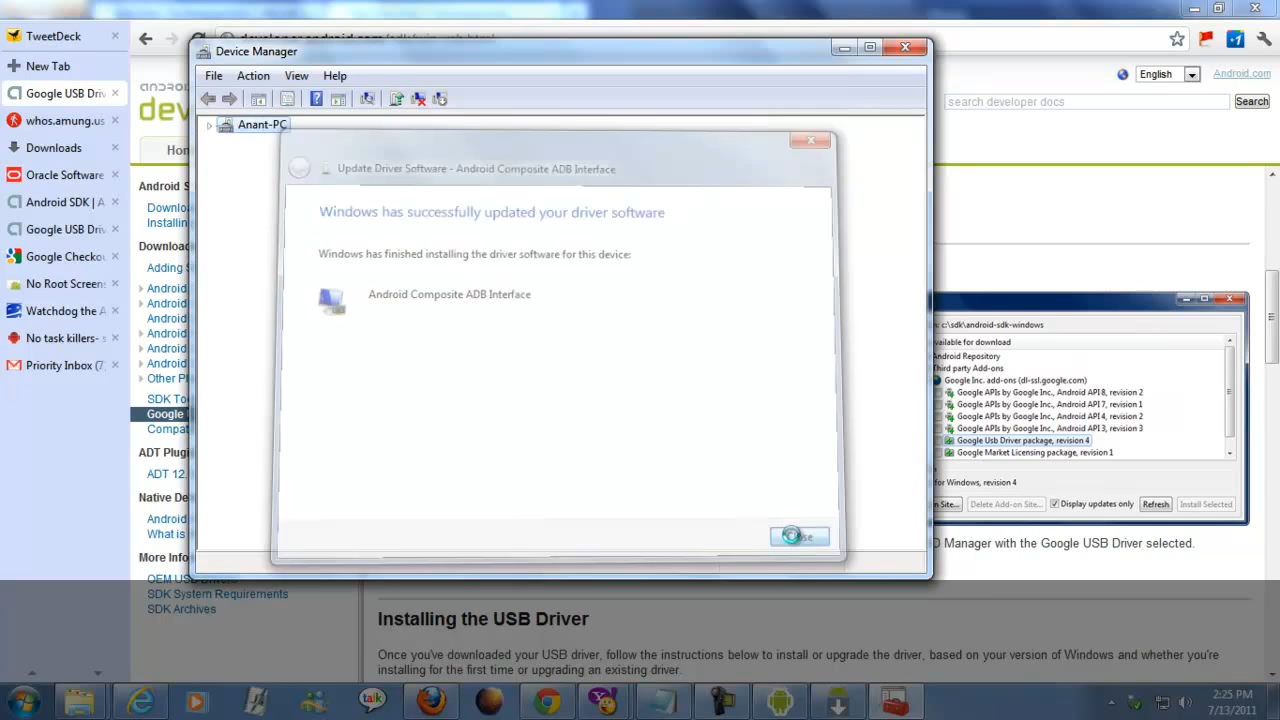 TweetDeck
New Tab
Google USB Driv
whos.amung.us
Downloads
Oracle Software
Android SDK | A
Google USB Driv
Google Checkou
No Root Screen
Watchdog the A
No task killers- s
Priority Inbox (7
English
Android.com
search developer docs
Search
Device Manager
File Action View Help
Anant-PC
Update Driver Software - Android Composite ADB Interface
Windows has successfully updated your driver software
Windows has finished installing the driver software for this device:
Android Composite ADB Interface
Hon
Android S
Downlo
Installin
Downloa
Adding
Android
Android
Android
Android
Android
Android
Other Pl
SDK To
Google
Compat
ADT Plug
ADT 12.
Native De
Android
What is
More Info
OEM USB Drivers
SDK System Requirements
SDK Archives
n: c:\sdk\android-sdk-windows
vailable for download
Android Repository
Third party Add-ons
Google Inc. add-ons (dl-ssl.google.com)
Google APIs by Google Inc., Android API 8, revision 2
Google APIs by Google Inc., Android API 7, revision 1
Google APIs by Google Inc., Android API 4, revision 2
Google APIs by Google Inc., Android API 3, revision 3
Google Usb Driver package, revision 4
Google Market Licensing package, revision 1
for Windows, revision 4
n Site... Delete Add-on Site... Display updates only Refresh Install Selected
D Manager with the Google USB Driver selected.
Installing the USB Driver
Once you've downloaded your USB driver, follow the instructions below to install or upgrade the driver, based on your version of Windows and whether you're
installing for the first time or upgrading an existing driver.
talk
2:25 PM
7/13/2011